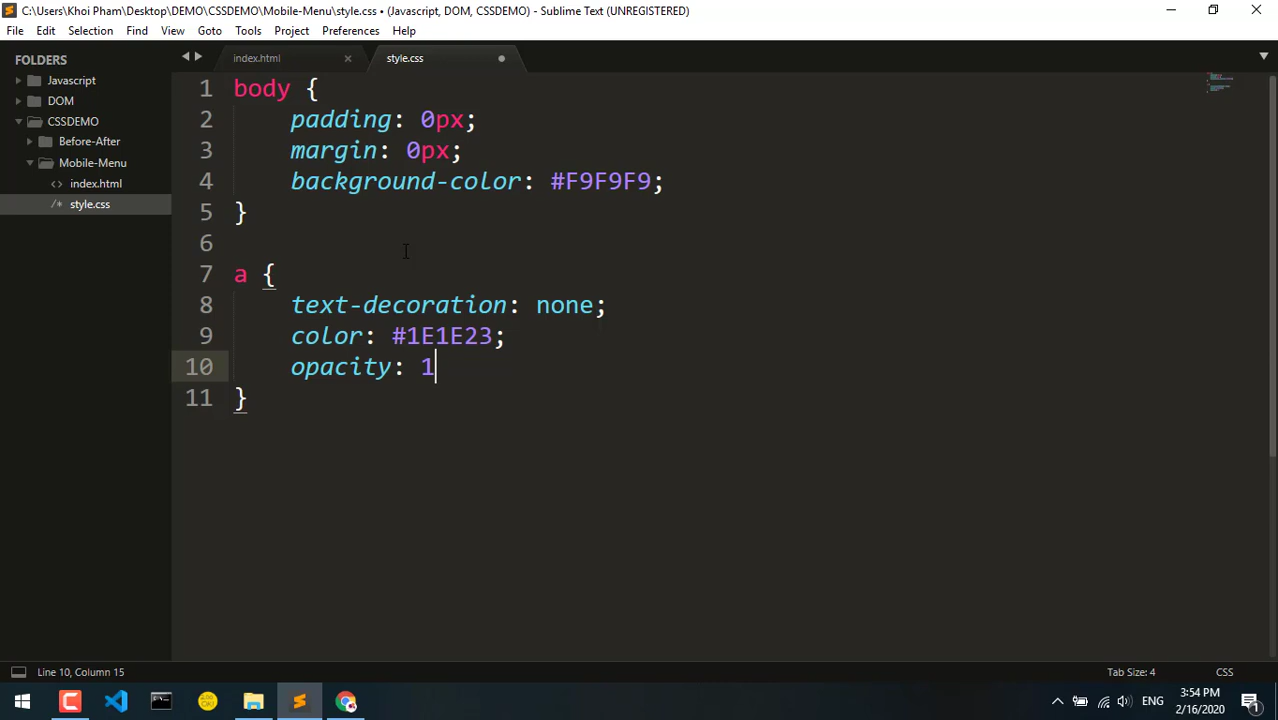 C:\Users\Khoi Pham\Desktop\DEMO\CSSDEMO\Mobile-Menu\style.css • (Javascript, DOM, CSSDEMO) - Sublime Text (UNREGISTERED)
File Edit Selection Find View Goto Tools Project Preferences Help
FOLDERS
Javascript
DOM
CSSDEMO
Before-After
Mobile-Menu
<> index.html
/* style.css
index.html style.css
1 body {
2 padding: 0px;
3 margin: 0px;
4 background-color: #F9F9F9;
5 }
6
7 a {
8 text-decoration: none;
9 color: #1E1E23;
10 opacity: 1
11 }
Line 10, Column 15 Tab Size: 4 CSS
ENG 3:54 PM
2/16/2020